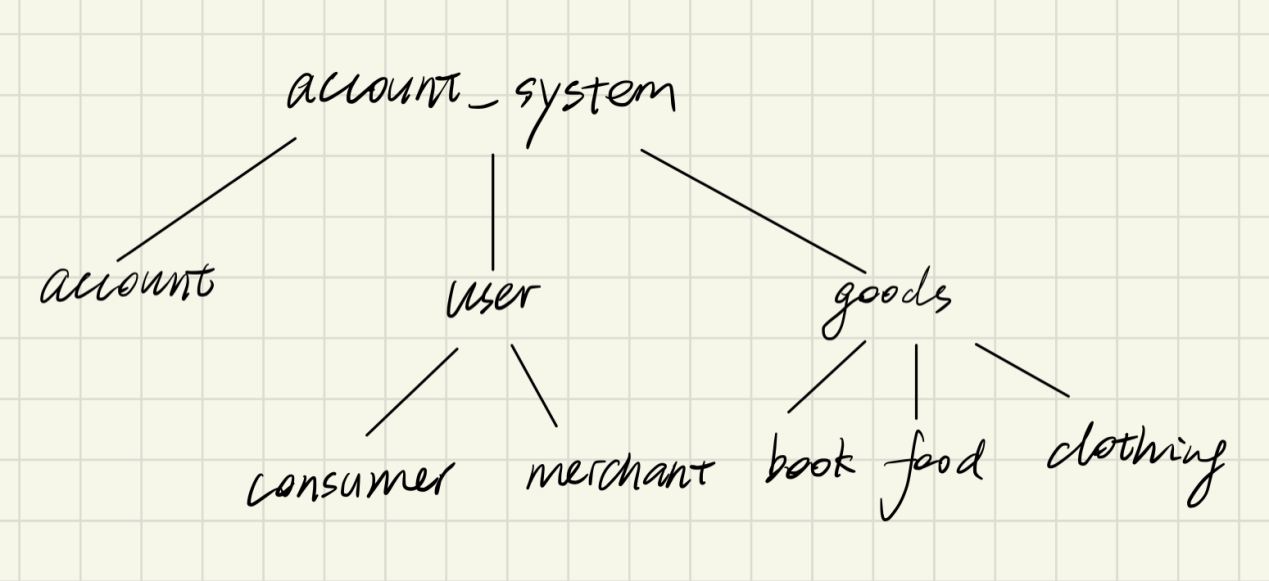 account_system
account user goods
consumer merchant book food clothing